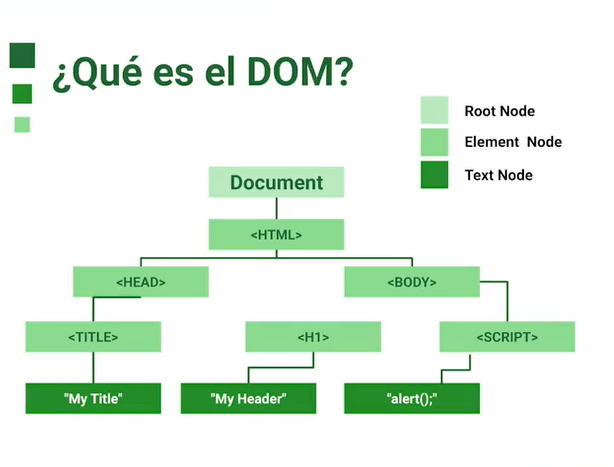 ¿Qué es el DOM?
Root Node
Element Node
Text Node
Document
<HTML>
<HEAD>
<BODY>
<TITLE>
<H1>
<SCRIPT>
"My Title"
"My Header"
"alert();"